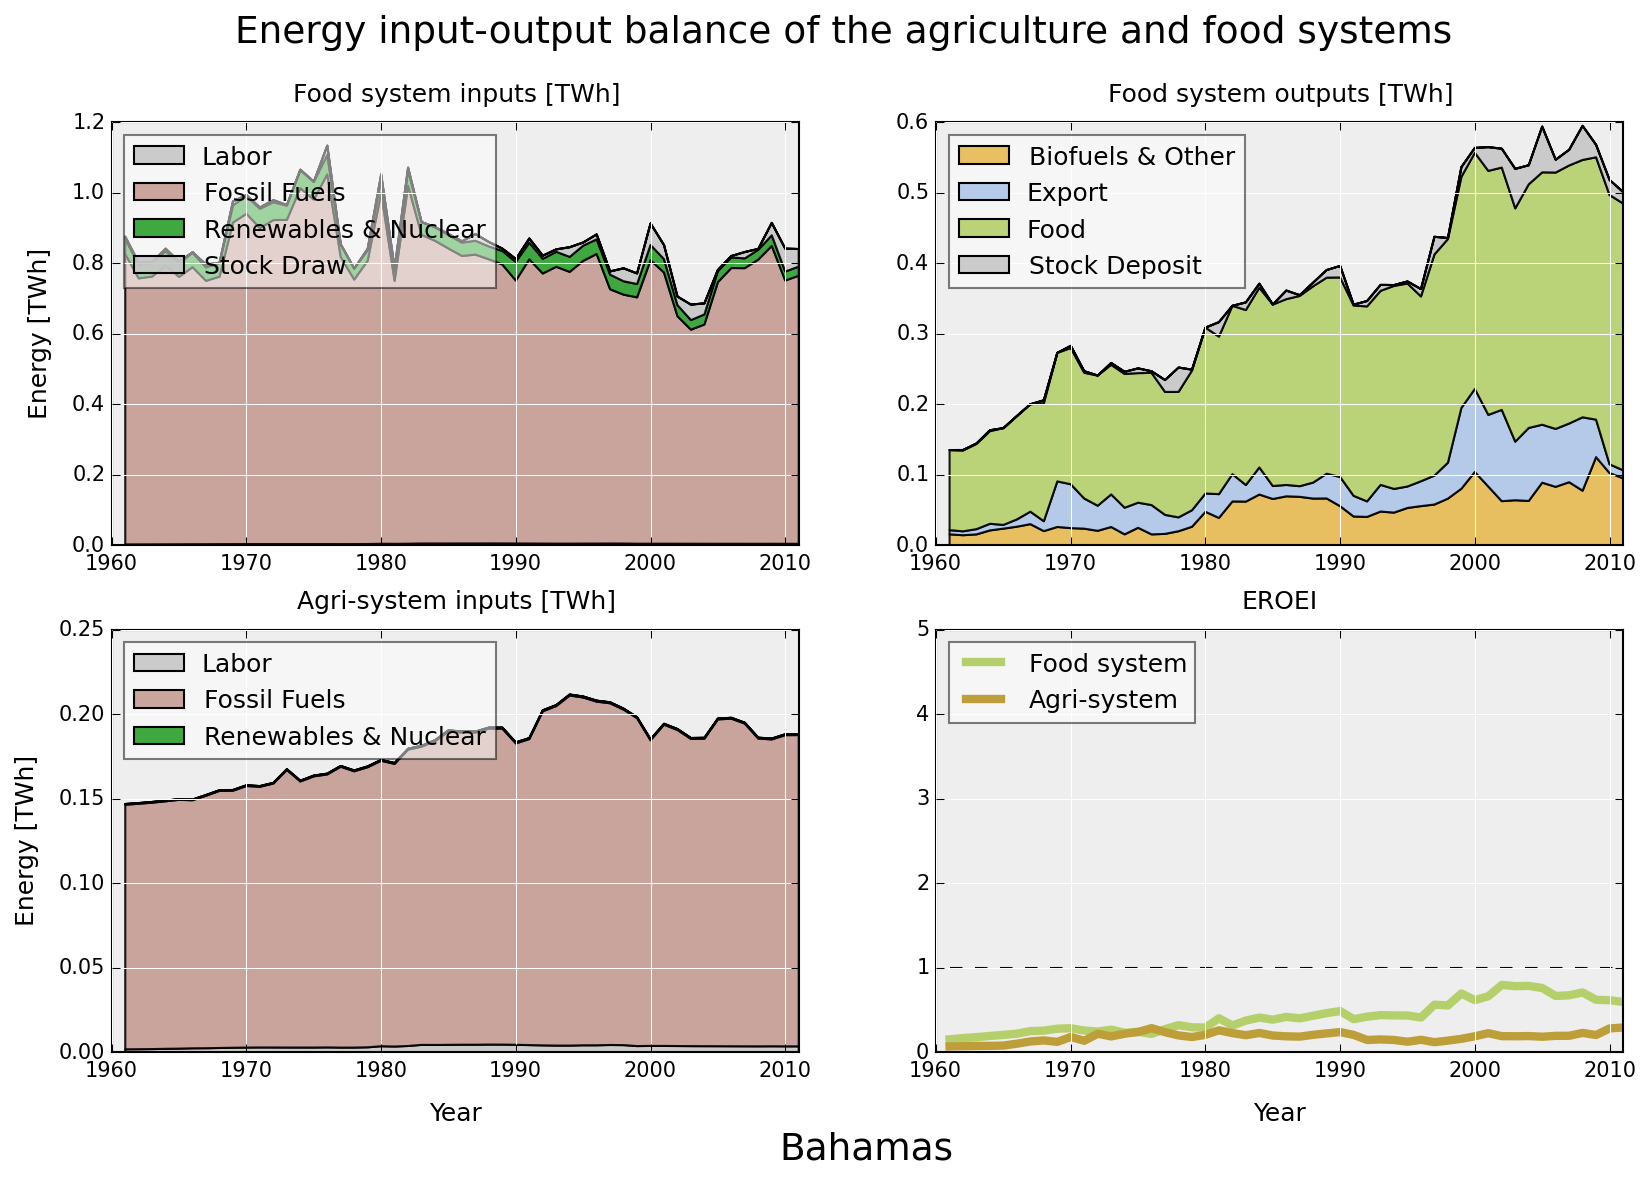 Energy input-output balance of the agriculture and food systems
Food system inputs [TWh]
Energy [TWh]
1.2
1.0
0.8
0.6
0.4
0.2
0.0
Labor
Fossil Fuels
Renewables & Nuclear
Stock Draw
1960 1970 1980 1990 2000 2010
Food system outputs [TWh]
0.6
0.5
0.4
0.3
0.2
0.1
0.0
Biofuels & Other
Export
Food
Stock Deposit
1960 1970 1980 1990 2000 2010
Agri-system inputs [TWh]
Energy [TWh]
0.25
0.20
0.15
0.10
0.05
0.00
Labor
Fossil Fuels
Renewables & Nuclear
1960 1970 1980 1990 2000 2010
Year
EROEI
5
4
3
2
1
0
Food system
Agri-system
1960 1970 1980 1990 2000 2010
Year
Bahamas